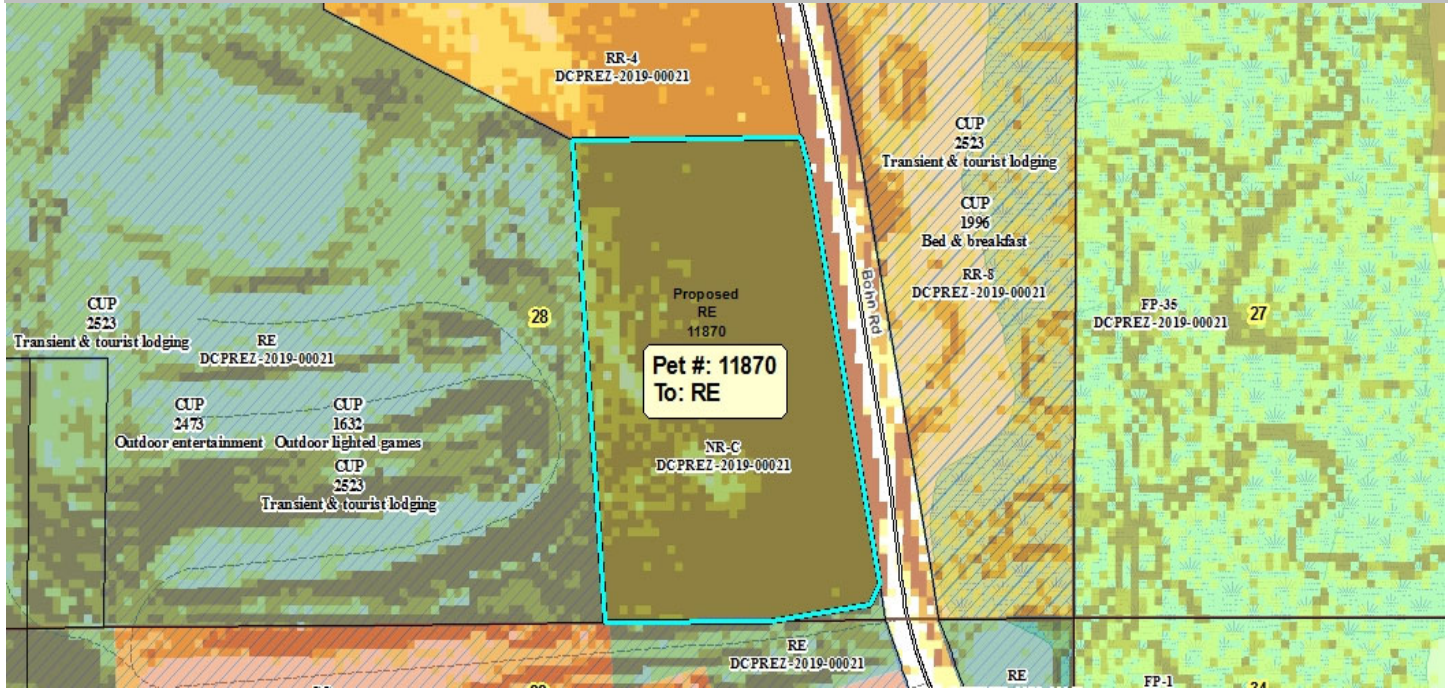 RR-4
DCPREZ-2019-00021
CUP
2523
Transient & tourist lodging
CUP
1996
Bed & breakfast
RR-8
DCPREZ-2019-00021
Bohn Rd
FP-35
DCPREZ-2019-00021
27
28
CUP
2523
Transient & tourist lodging
RE
DCPREZ-2019-00021
Proposed
RE
11870
Pet #: 11870
To: RE
CUP
2473
Outdoor entertainment
CUP
1632
Outdoor lighted games
CUP
2523
Transient & tourist lodging
NR-C
DCPREZ-2019-00021
RE
DCPREZ-2019-00021
RE
FP-1
34